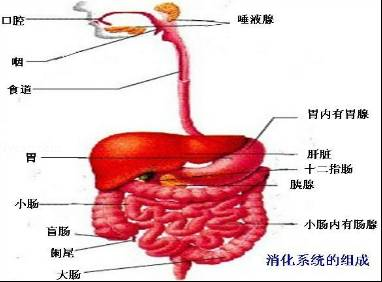 口腔
唾液腺
咽
食道
胃内有胃腺
胃
肝脏
十二指肠
胰腺
小肠
小肠内有肠腺
盲肠
阑尾
大肠
消化系统的组成